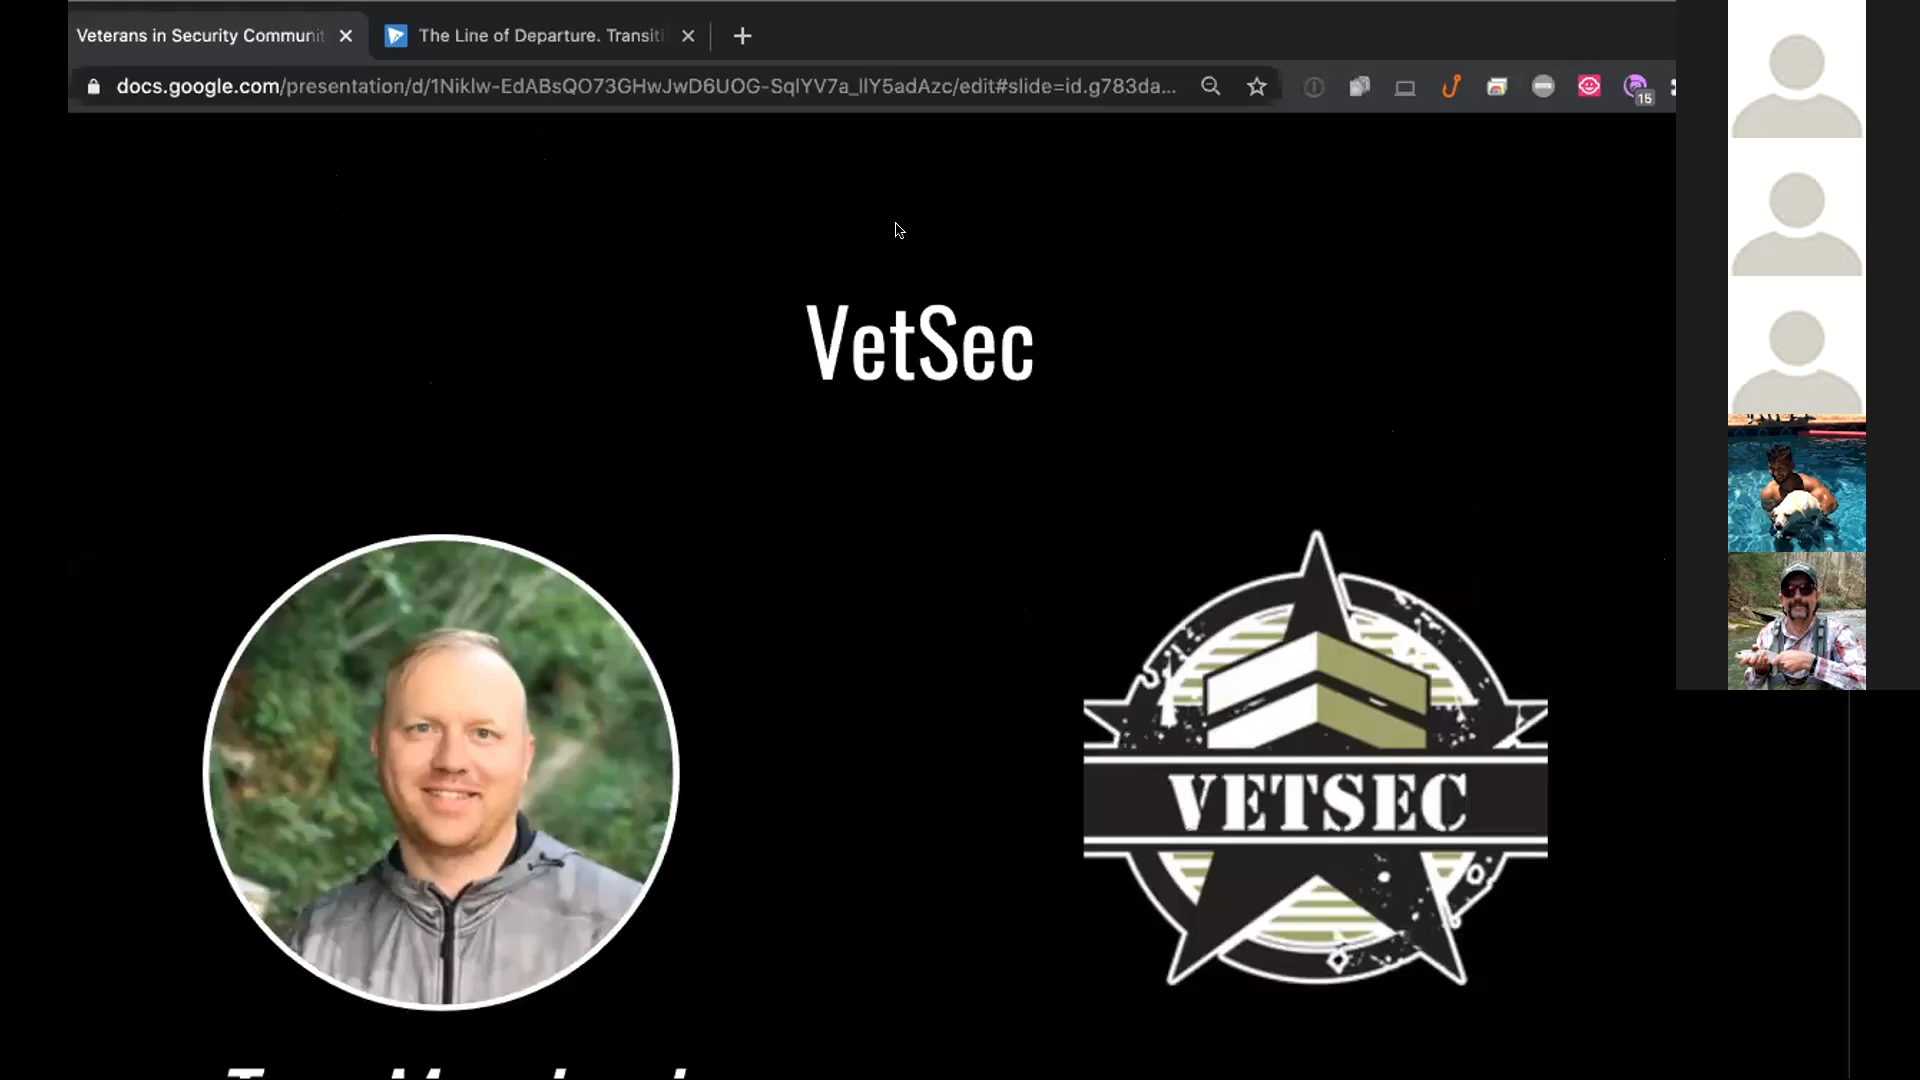 Veterans in Security Communit
The Line of Departure. Transiti
docs.google.com/presentation/d/1Niklw-EdABsQO73GHwJwD6UOG-SqlYV7a_llY5adAzc/edit#slide=id.g783da...
15
VetSec
VETSEC